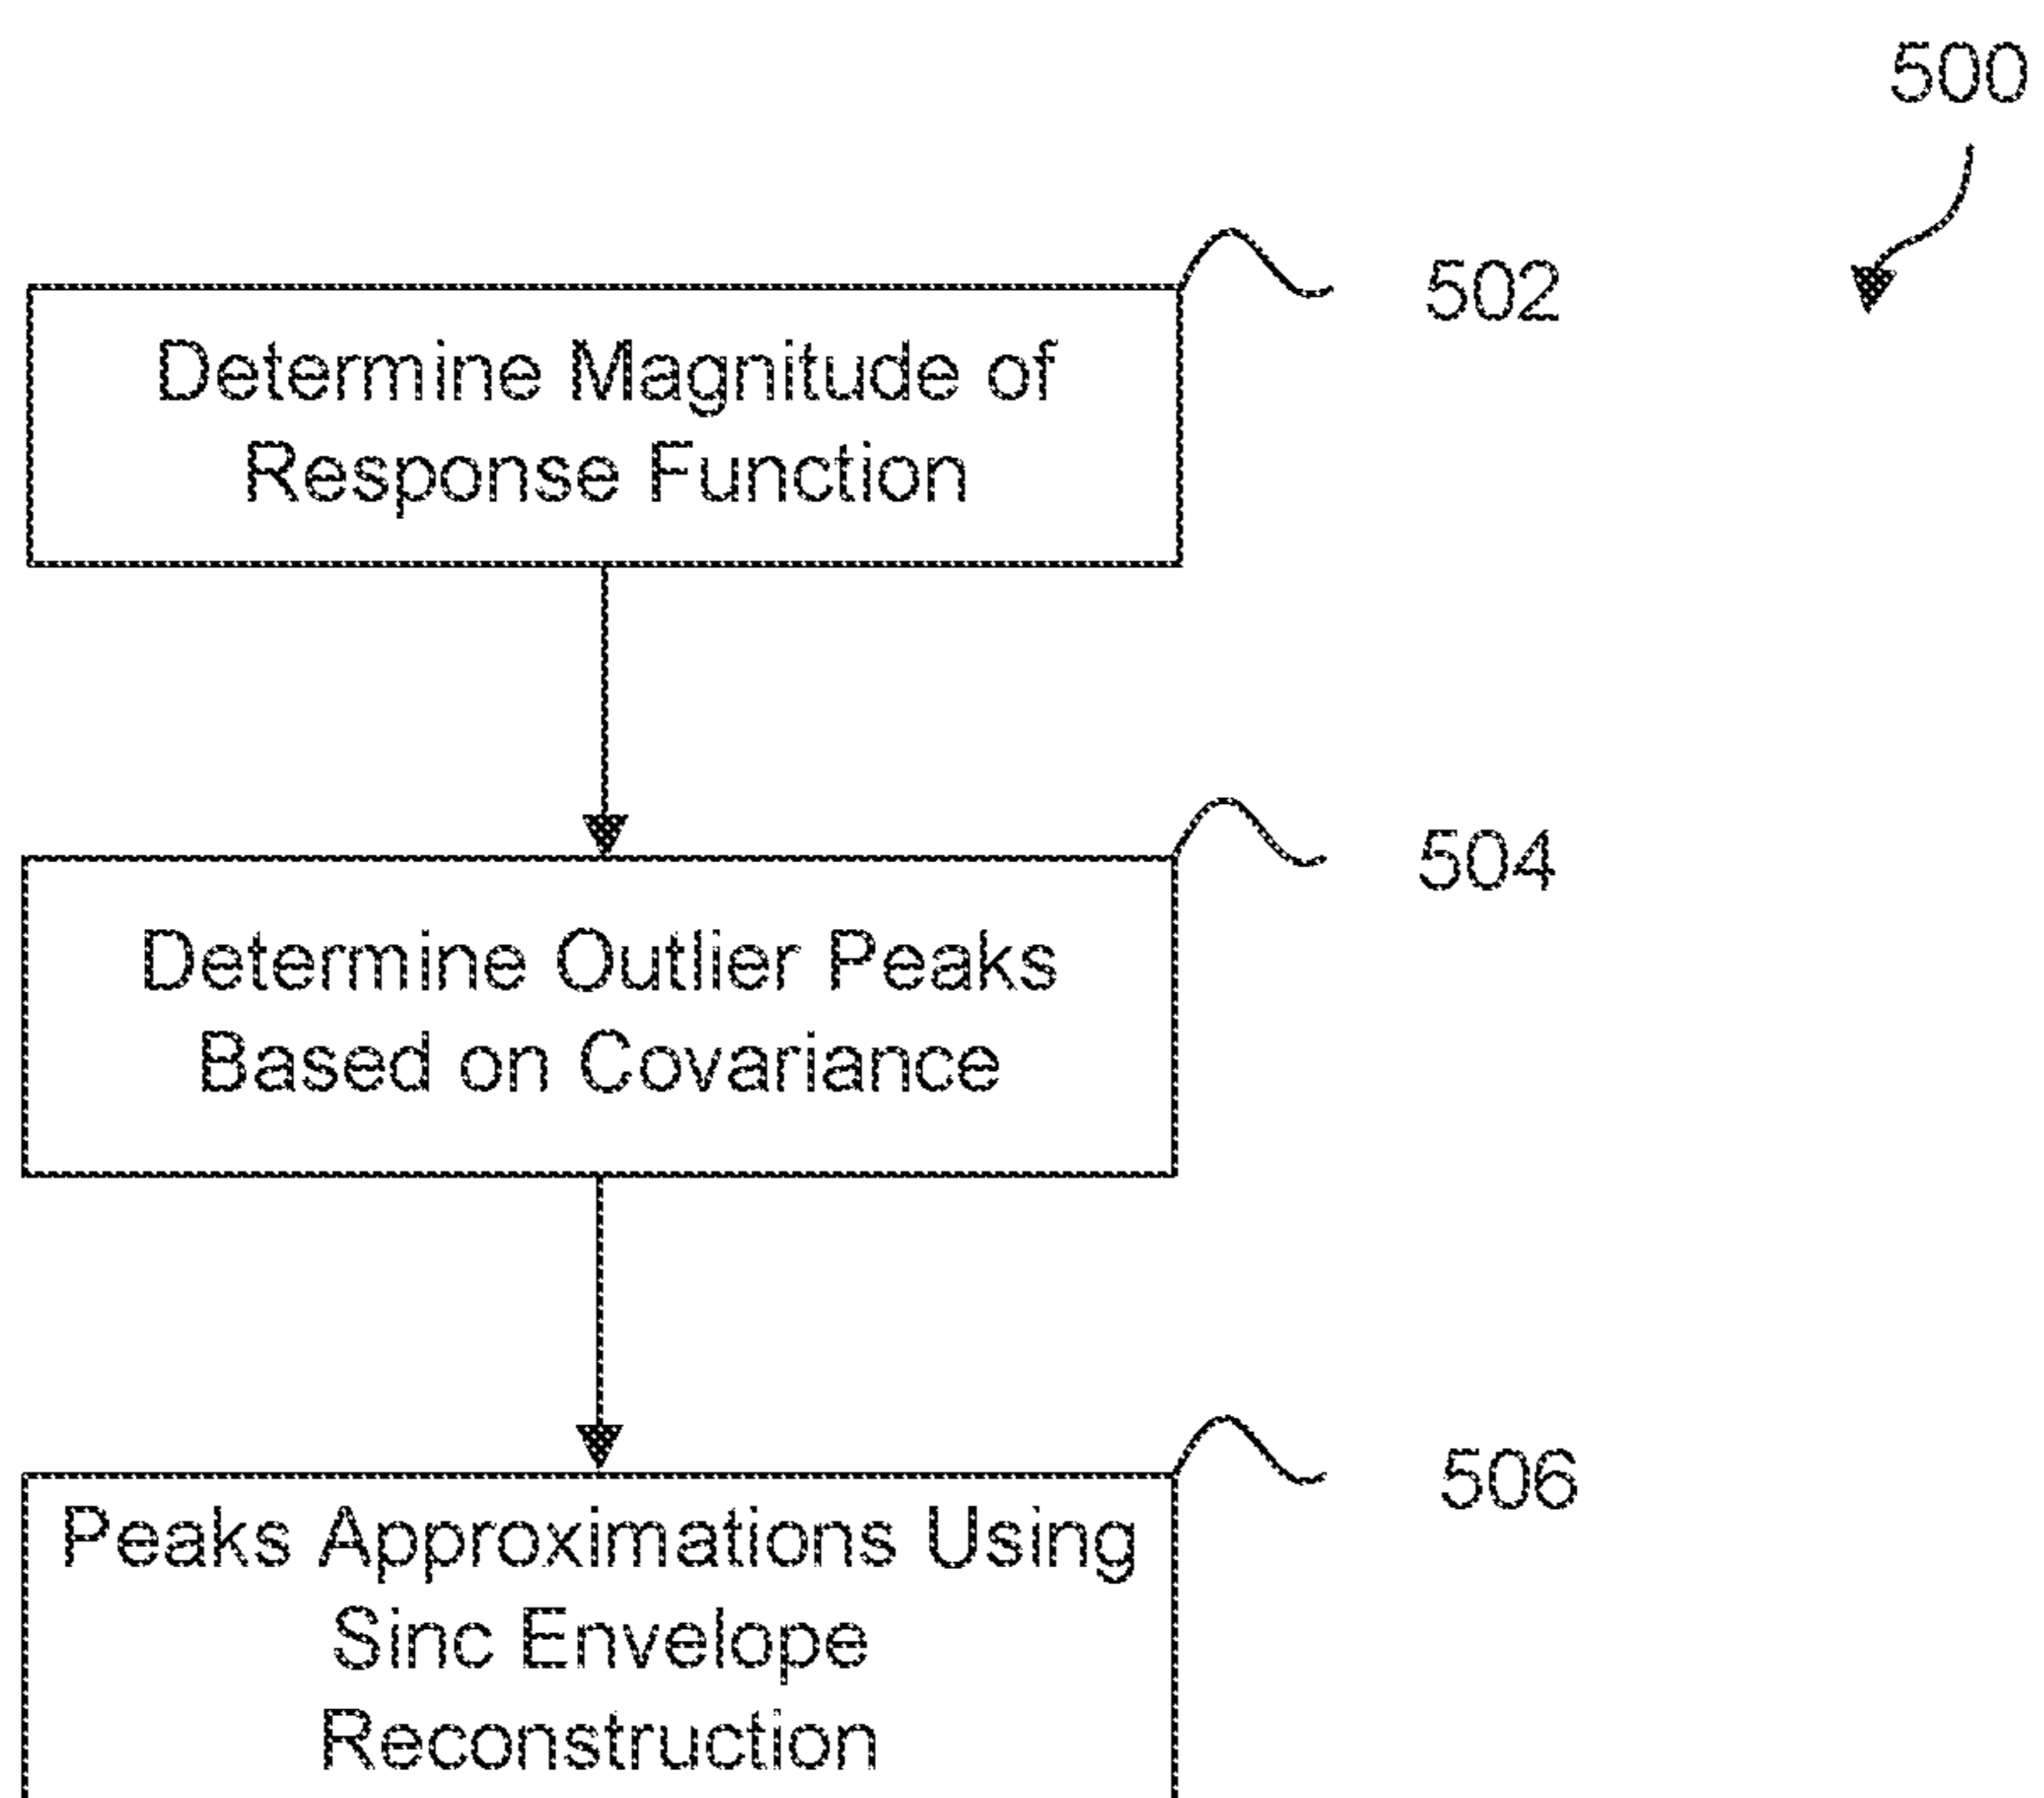 500
502
Determine Magnitude of
Response Function
504
Determine Outlier Peaks
Based on Covariance
506
Peaks Approximations Using
Sinc Envelope
Reconstruction